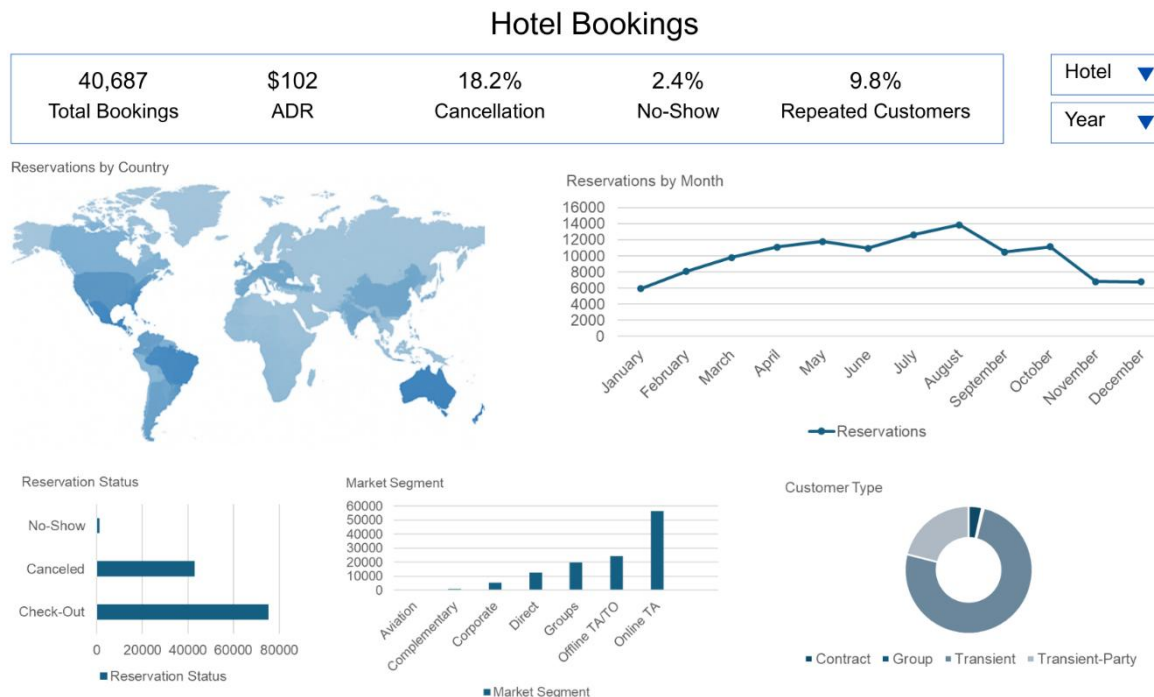 Hotel Bookings
40,687 $102 18.2% 2.4% 9.8%
Total Bookings ADR Cancellation No-Show Repeated Customers
Hotel
Year
Reservations by Country
Reservations by Month
16000
14000
12000
10000
8000
6000
4000
2000
0
January February March April May June July August September October November December
Reservations
Reservation Status
No-Show
Canceled
Check-Out
0 20000 40000 60000 80000
Reservation Status
Market Segment
60000
50000
40000
30000
20000
10000
0
Aviation Complementary Corporate Direct Groups Offline TA/TO Online TA
Market Segment
Customer Type
Contract Group Transient Transient-Party